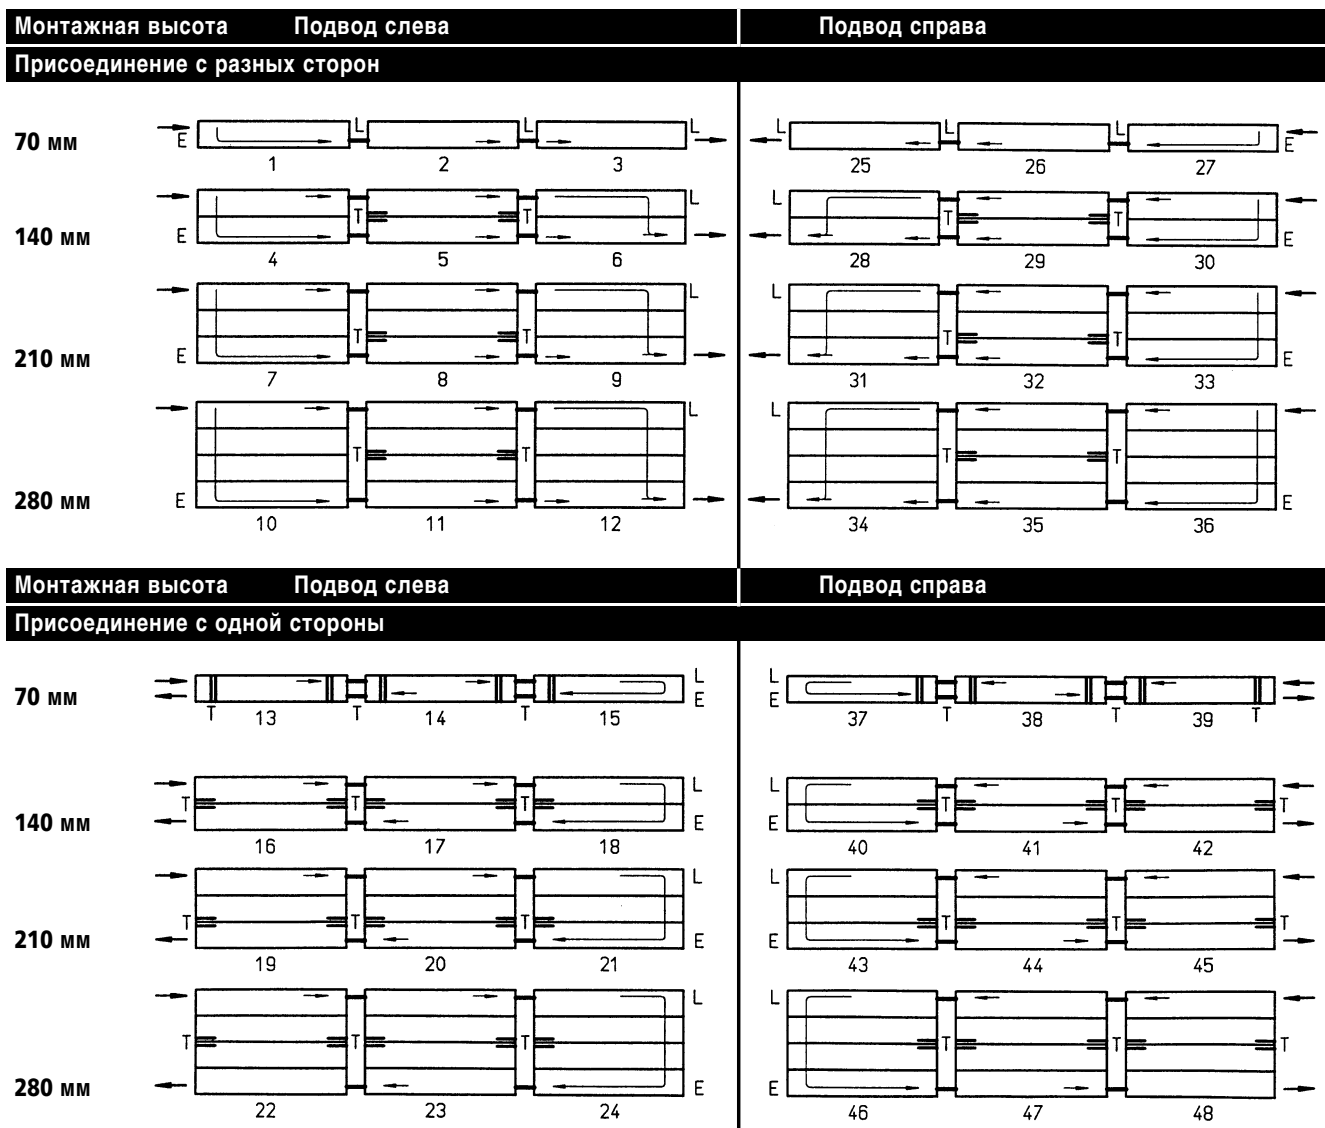 Монтажная высота Подвод слева Подвод справа
Присоединение с разных сторон
L L L L L L
70 мм E E
1 2 3 25 26 27
L L
T T T T
140 мм E E
4 5 6 28 29 30
L L
T T T T
210 мм E E
7 8 9 31 32 33
L L
T T T T
280 мм E E
10 11 12 34 35 36
Монтажная высота Подвод слева Подвод справа
Присоединение с одной стороны
L L
70 мм E E
T 13 T 14 T 15 37 T 38 T 39 T
L L
T T T T T T
140 мм E E
16 17 18 40 41 42
L L
T T T T T T
210 мм E E
19 20 21 43 44 45
L L
T T T T T T
280 мм E E
22 23 24 46 47 48